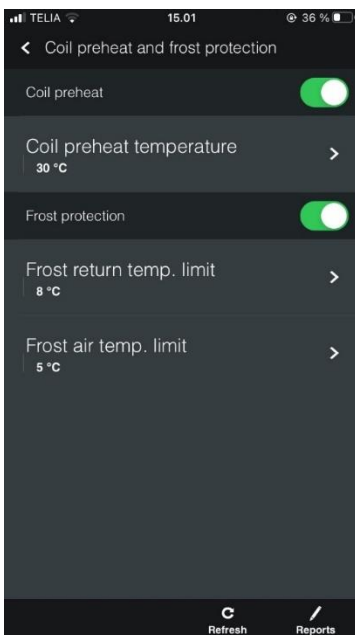 TELIA 15.01 36 %
Coil preheat and frost protection
Coil preheat
Coil preheat temperature
30 °C
Frost protection
Frost return temp. limit
8 °C
Frost air temp. limit
5 °C
Refresh Reports